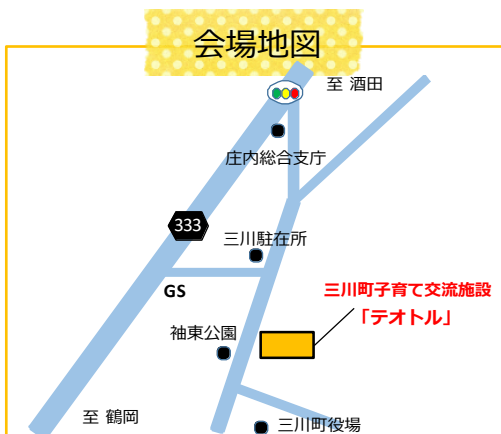 会場地図
至 酒田
庄内総合支庁
333
三川駐在所
GS
三川町子育て交流施設
「テオトル」
袖東公園
至 鶴岡
三川町役場